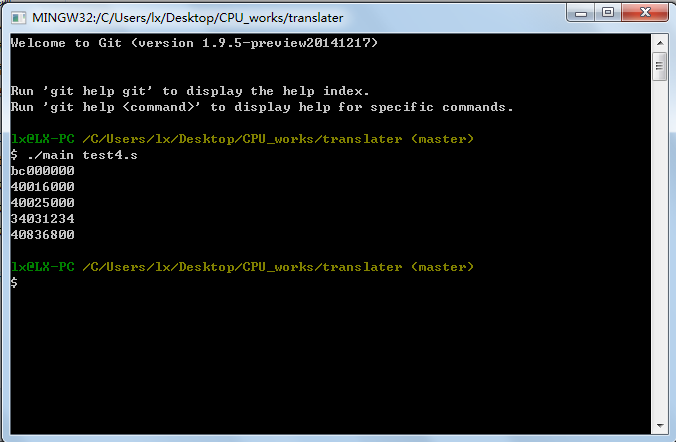 MINGW32:/C/Users/lx/Desktop/CPU_works/translater
Welcome to Git (version 1.9.5-preview20141217)
Run 'git help git' to display the help index.
Run 'git help <command>' to display help for specific commands.
lx@LX-PC /C/Users/lx/Desktop/CPU_works/translater (master)
$ ./main test4.s
bc000000
40016000
40025000
34031234
40836800
lx@LX-PC /C/Users/lx/Desktop/CPU_works/translater (master)
$